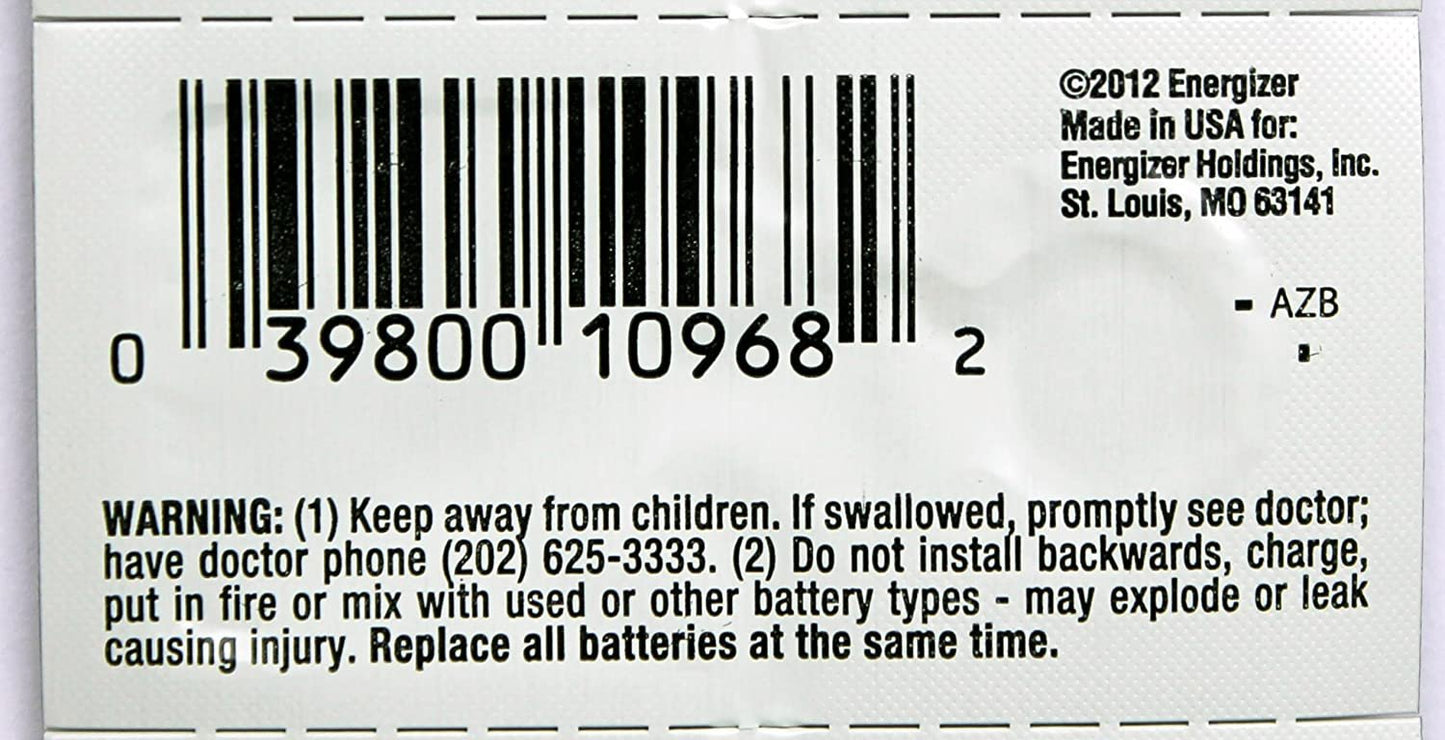 0 39800 10968 2
©2012 Energizer
Made in USA for:
Energizer Holdings, Inc.
St. Louis, MO 63141
- AZB
WARNING: (1) Keep away from children. If swallowed, promptly see doctor;
have doctor phone (202) 625-3333. (2) Do not install backwards, charge,
put in fire or mix with used or other battery types - may explode or leak
causing injury. Replace all batteries at the same time.